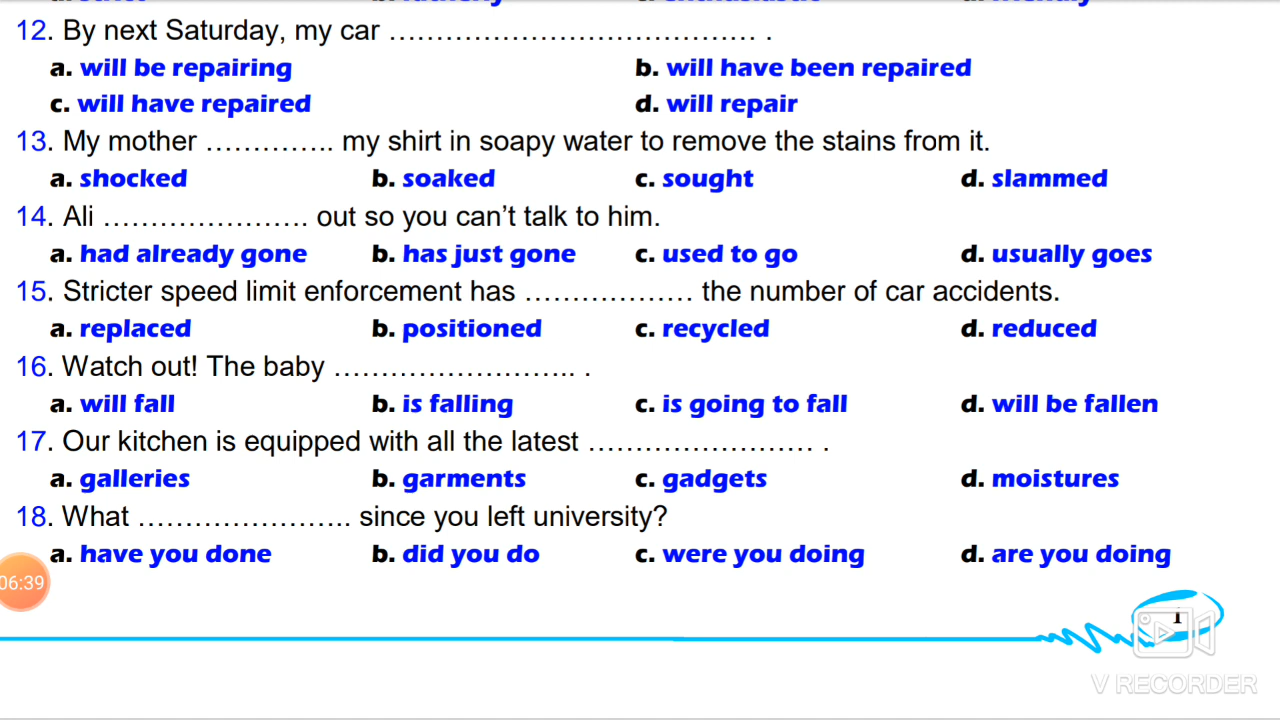 12. By next Saturday, my car ………………………………… .
a. will be repairing b. will have been repaired
c. will have repaired d. will repair
13. My mother ………….. my shirt in soapy water to remove the stains from it.
a. shocked b. soaked c. sought d. slammed
14. Ali …………………. out so you can’t talk to him.
a. had already gone b. has just gone c. used to go d. usually goes
15. Stricter speed limit enforcement has ……………… the number of car accidents.
a. replaced b. positioned c. recycled d. reduced
16. Watch out! The baby …………………….. .
a. will fall b. is falling c. is going to fall d. will be fallen
17. Our kitchen is equipped with all the latest …………………… .
a. galleries b. garments c. gadgets d. moistures
18. What ………………….. since you left university?
a. have you done b. did you do c. were you doing d. are you doing
06:39
1
V RECORDER